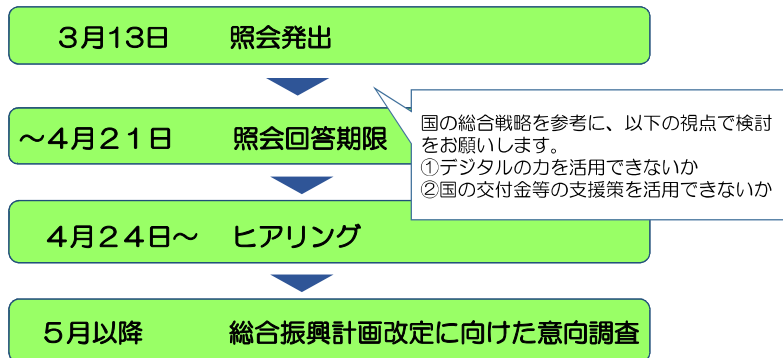 ３月13日　照会発出
～４月２１日　照会回答期限
国の総合戦略を参考に、以下の視点で検討
をお願いします。
①デジタルの力を活用できないか
②国の交付金等の支援策を活用できないか
４月２４日～　ヒアリング
５月以降　総合振興計画改定に向けた意向調査